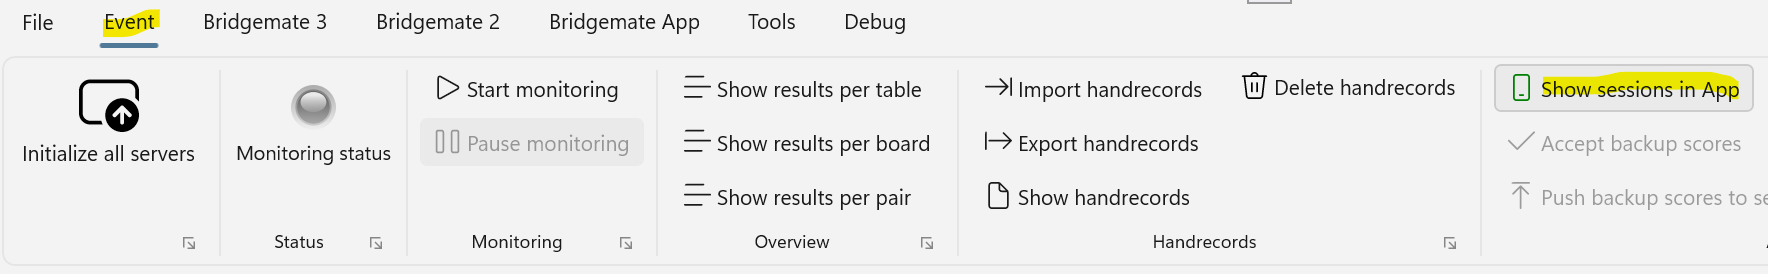 File Event Bridgemate 3 Bridgemate 2 Bridgemate App Tools Debug
Initialize all servers
Monitoring status
Status
Start monitoring
Pause monitoring
Monitoring
Show results per table
Show results per board
Show results per pair
Overview
Import handrecords
Export handrecords
Show handrecords
Delete handrecords
Handrecords
Show sessions in App
Accept backup scores
Push backup scores to